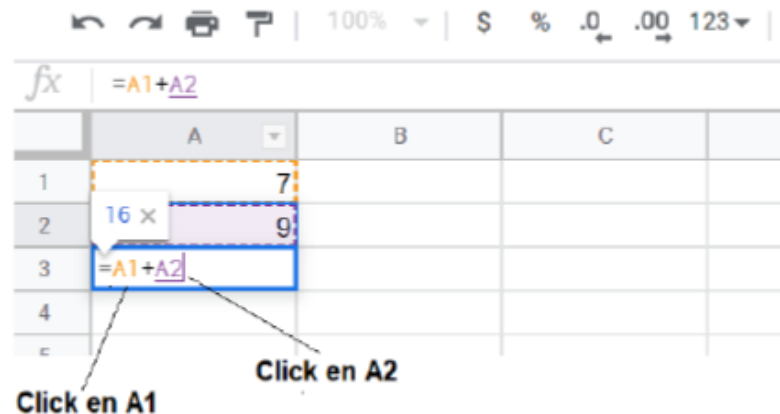 100% $ % .0 .00 123
fx =A1+A2
A B C
1 7
16 ×
2 9
3 =A1+A2
4
Click en A2
Click en A1